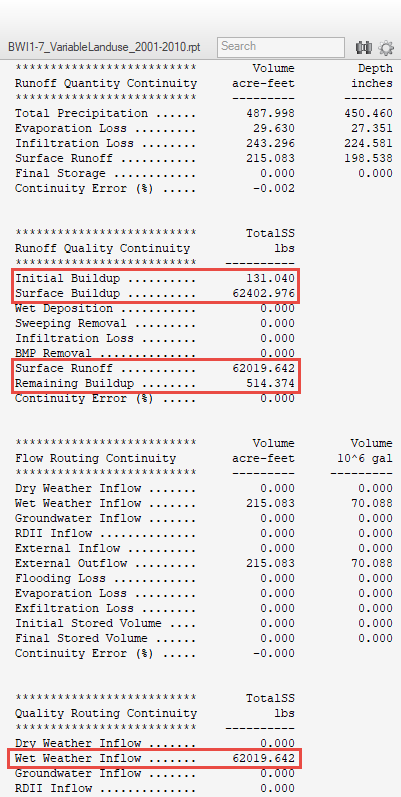 BWI1-7_VariableLanduse_2001-2010.rpt Search
************************** Volume Depth
Runoff Quantity Continuity acre-feet inches
************************** --------- -------
Total Precipitation ...... 487.998 450.460
Evaporation Loss ......... 29.630 27.351
Infiltration Loss ........ 243.296 224.581
Surface Runoff ........... 215.083 198.538
Final Storage ............ 0.000 0.000
Continuity Error (%) ..... -0.002
************************** TotalSS
Runoff Quality Continuity lbs
************************** ----------
Initial Buildup .......... 131.040
Surface Buildup .......... 62402.976
Wet Deposition ........... 0.000
Sweeping Removal ......... 0.000
Infiltration Loss ........ 0.000
BMP Removal .............. 0.000
Surface Runoff ........... 62019.642
Remaining Buildup ........ 514.374
Continuity Error (%) ..... 0.000
************************** Volume Volume
Flow Routing Continuity acre-feet 10^6 gal
************************** --------- ---------
Dry Weather Inflow ....... 0.000 0.000
Wet Weather Inflow ....... 215.083 70.088
Groundwater Inflow ....... 0.000 0.000
RDII Inflow .............. 0.000 0.000
External Inflow .......... 0.000 0.000
External Outflow ......... 215.083 70.088
Flooding Loss ............ 0.000 0.000
Evaporation Loss ......... 0.000 0.000
Exfiltration Loss ........ 0.000 0.000
Initial Stored Volume .... 0.000 0.000
Final Stored Volume ...... 0.000 0.000
Continuity Error (%) ..... -0.000
************************** TotalSS
Quality Routing Continuity lbs
************************** ----------
Dry Weather Inflow ....... 0.000
Wet Weather Inflow ....... 62019.642
Groundwater Inflow ....... 0.000
RDII Inflow .............. 0.000